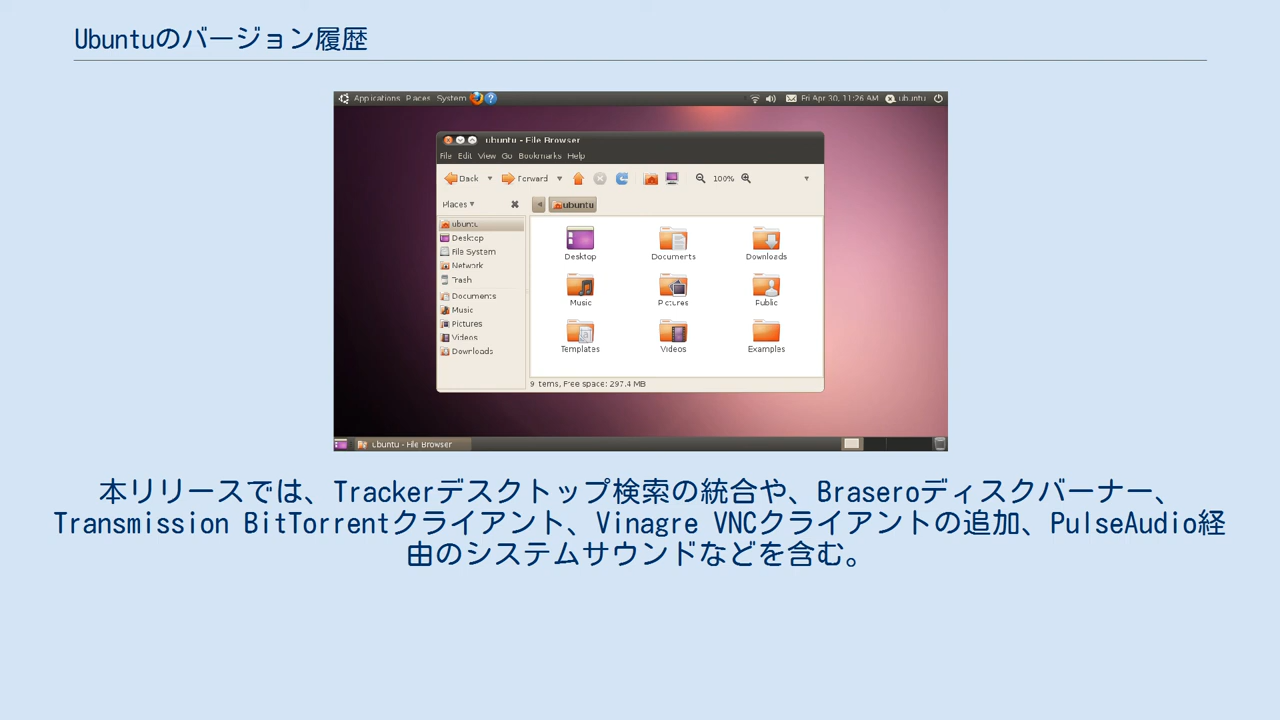 Ubuntuのバージョン履歴
Applications Places System
Fri Apr 30, 11:26 AM ubuntu
ubuntu - File Browser
File Edit View Go Bookmarks Help
Back Forward 100%
Places
ubuntu
ubuntu
Desktop
File System
Network
Trash
Documents
Music
Pictures
Videos
Downloads
Desktop Documents Downloads
Music Pictures Public
Templates Videos Examples
9 items, Free space: 297.4 MB
ubuntu - File Browser
本リリースでは、Trackerデスクトップ検索の統合や、Braseroディスクバーナー、
Transmission BitTorrentクライアント、Vinagre VNCクライアントの追加、PulseAudio経
由のシステムサウンドなどを含む。